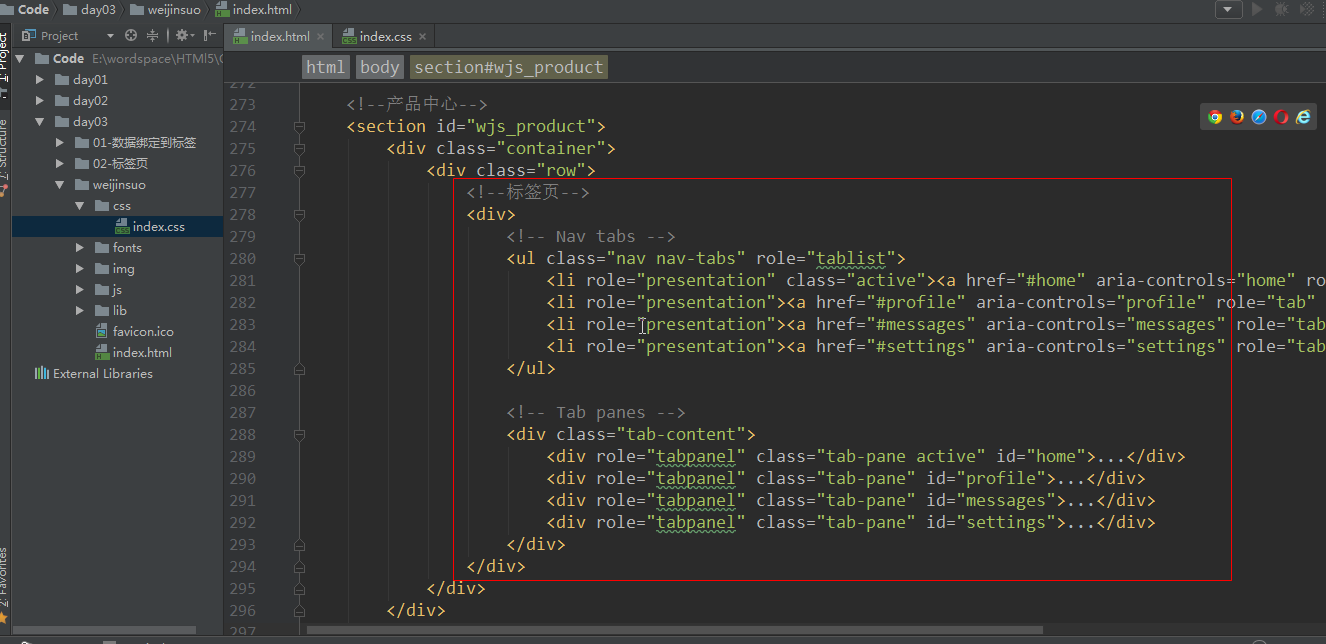 Code day03 weijinsuo index.html
Project
index.html × index.css ×
html body section#wjs_product
1: Project
7: Structure
2: Favorites
Code E:\wordspace\HTMl5\
day01
day02
day03
01-数据绑定到标签
02-标签页
weijinsuo
css
index.css
fonts
img
js
lib
favicon.ico
index.html
External Libraries
272
273 <!--产品中心-->
274 <section id="wjs_product">
275 <div class="container">
276 <div class="row">
277 <!--标签页-->
278 <div>
279 <!-- Nav tabs -->
280 <ul class="nav nav-tabs" role="tablist">
281 <li role="presentation" class="active"><a href="#home" aria-controls="home" ro
282 <li role="presentation"><a href="#profile" aria-controls="profile" role="tab"
283 <li role="presentation"><a href="#messages" aria-controls="messages" role="tab
284 <li role="presentation"><a href="#settings" aria-controls="settings" role="tab
285 </ul>
286
287 <!-- Tab panes -->
288 <div class="tab-content">
289 <div role="tabpanel" class="tab-pane active" id="home">...</div>
290 <div role="tabpanel" class="tab-pane" id="profile">...</div>
291 <div role="tabpanel" class="tab-pane" id="messages">...</div>
292 <div role="tabpanel" class="tab-pane" id="settings">...</div>
293 </div>
294 </div>
295 </div>
296 </div>
297